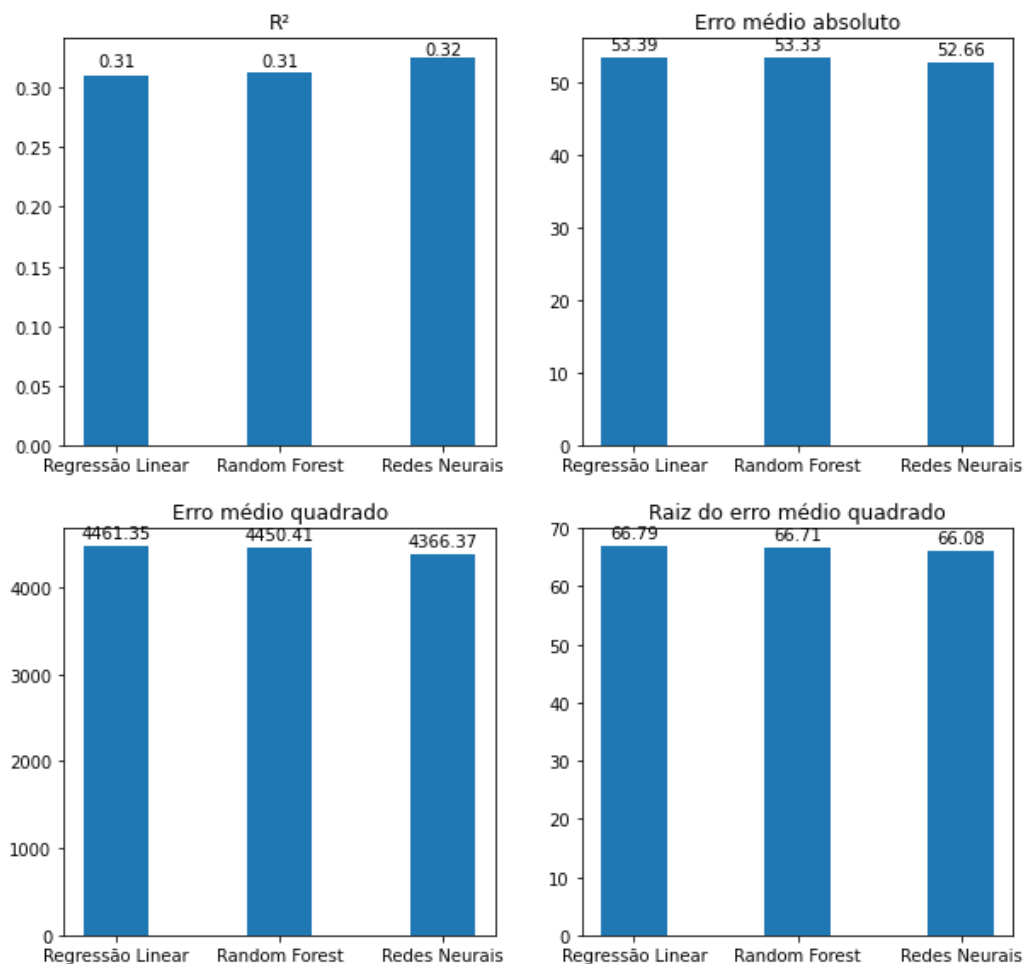 R²
0.31 0.31 0.32
0.30
0.25
0.20
0.15
0.10
0.05
0.00
Regressão Linear Random Forest Redes Neurais
Erro médio absoluto
53.39 53.33 52.66
50
40
30
20
10
0
Regressão Linear Random Forest Redes Neurais
Erro médio quadrado
4461.35 4450.41 4366.37
4000
3000
2000
1000
0
Regressão Linear Random Forest Redes Neurais
Raiz do erro médio quadrado
66.79 66.71 66.08
70
60
50
40
30
20
10
0
Regressão Linear Random Forest Redes Neurais